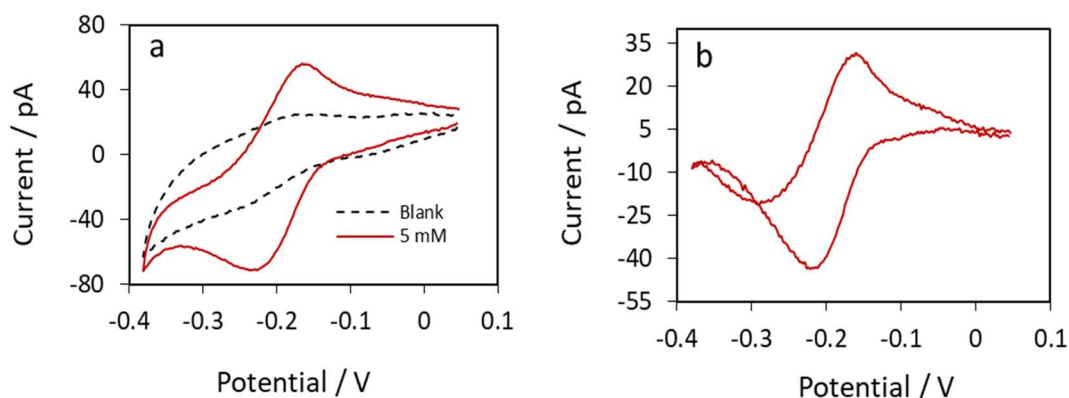 a
Current / pA
80
40
0
-40
-80
-0.4 -0.3 -0.2 -0.1 0 0.1
Potential / V
Blank
5 mM
b
Current / pA
35
20
5
-10
-25
-40
-55
-0.4 -0.3 -0.2 -0.1 0 0.1
Potential / V